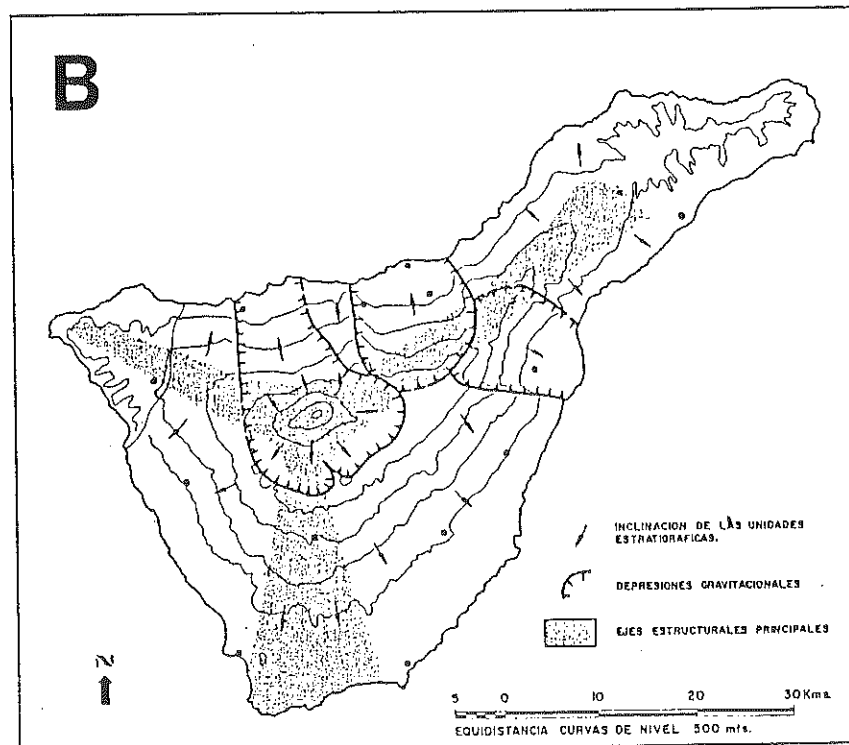 B
INCLINACION DE LAS UNIDADES
ESTRATIGRAFICAS.
DEPRESIONES GRAVITACIONALES
EJES ESTRUCTURALES PRINCIPALES
N
5 0 10 20 30 Kms.
EQUIDISTANCIA CURVAS DE NIVEL 500 mts.